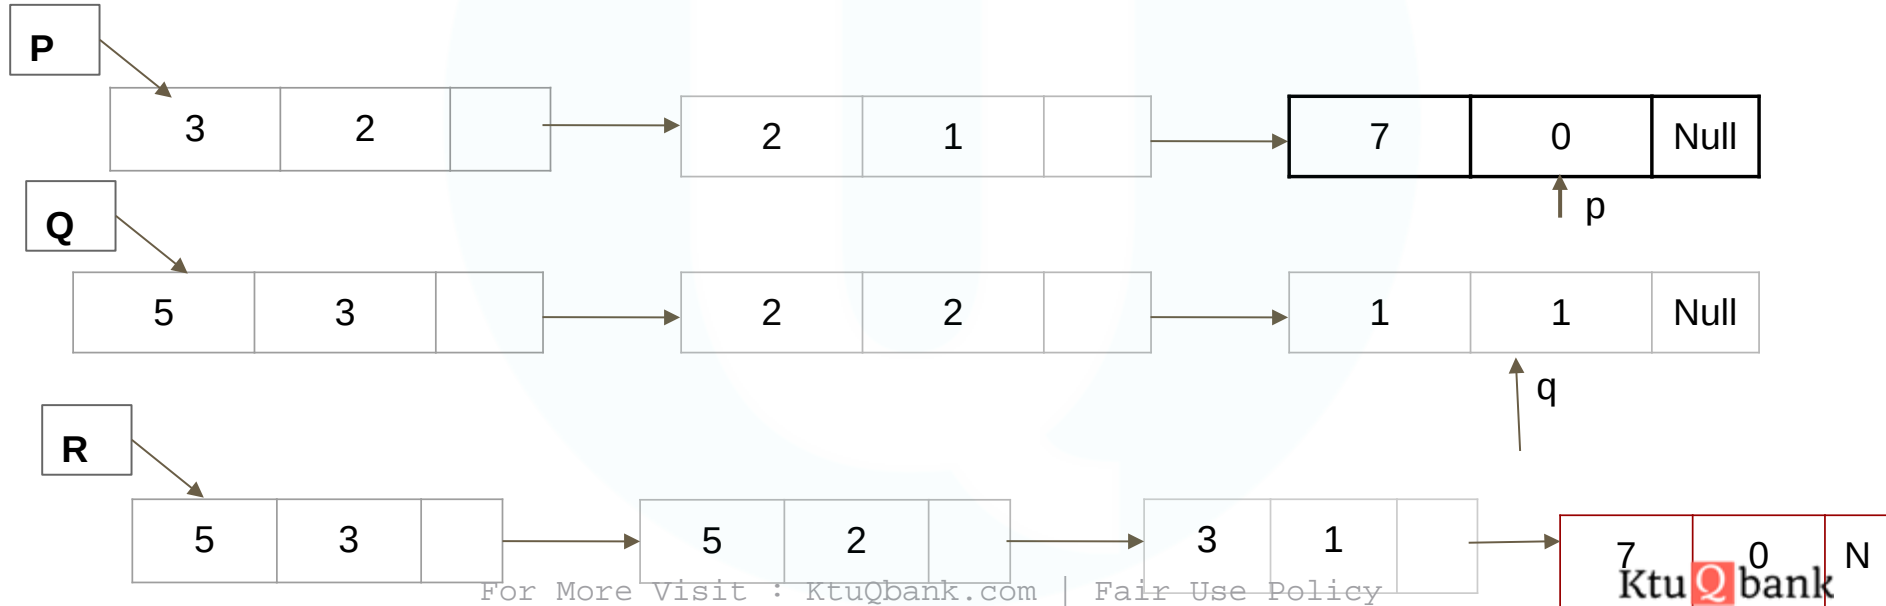 P
3 2 2 1 7 0 Null
p
Q
5 3 2 2 1 1 Null
q
R
5 3 5 2 3 1 7 0 N
For More Visit : KtuQbank.com | Fair Use Policy
KtuQbank